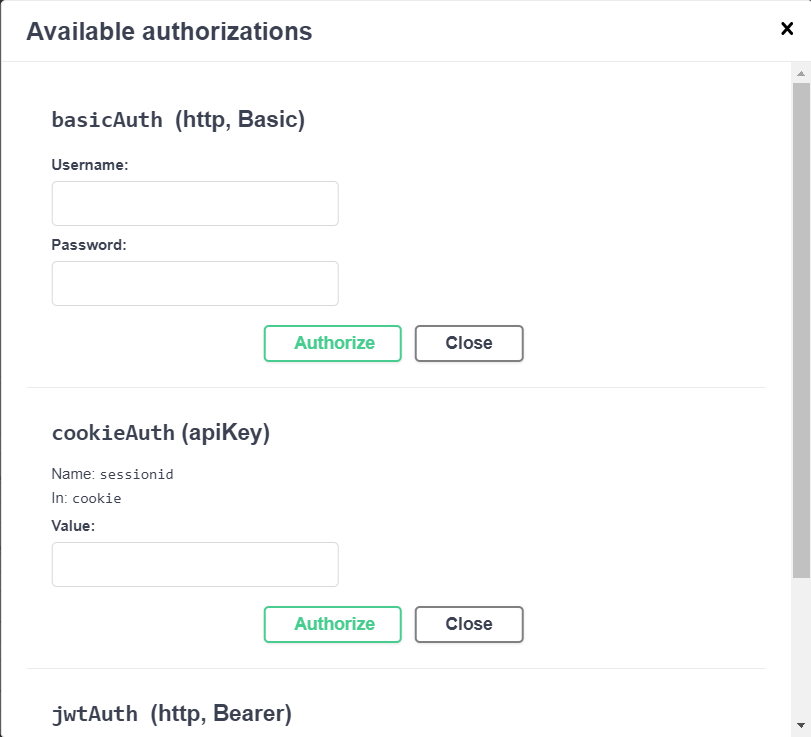 Available authorizations
basicAuth (http, Basic)
Username:
Password:
Authorize Close
cookieAuth (apiKey)
Name: sessionid
In: cookie
Value:
Authorize Close
jwtAuth (http, Bearer)